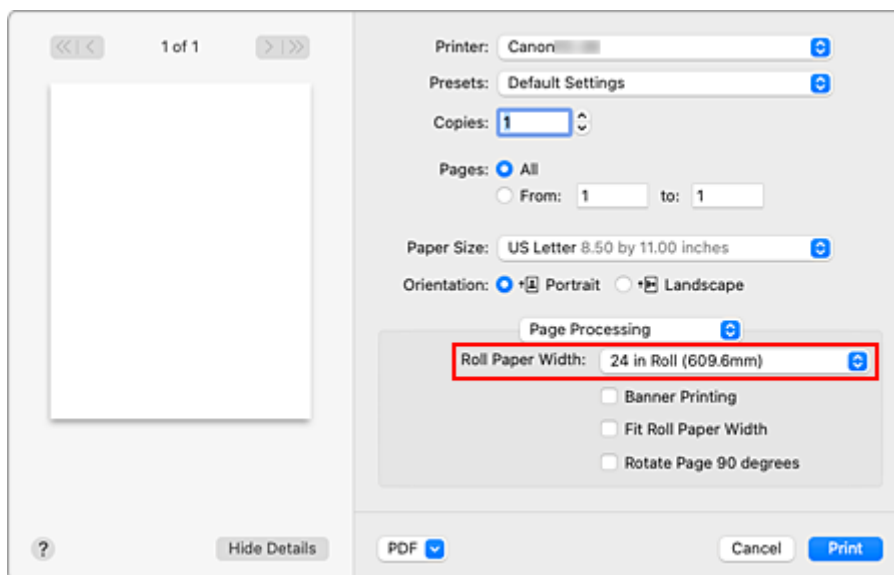 1 of 1
Printer: Canon
Presets: Default Settings
Copies: 1
Pages: All
From: 1 to: 1
Paper Size: US Letter 8.50 by 11.00 inches
Orientation: Portrait Landscape
Page Processing
Roll Paper Width: 24 in Roll (609.6mm)
Banner Printing
Fit Roll Paper Width
Rotate Page 90 degrees
? Hide Details PDF Cancel Print